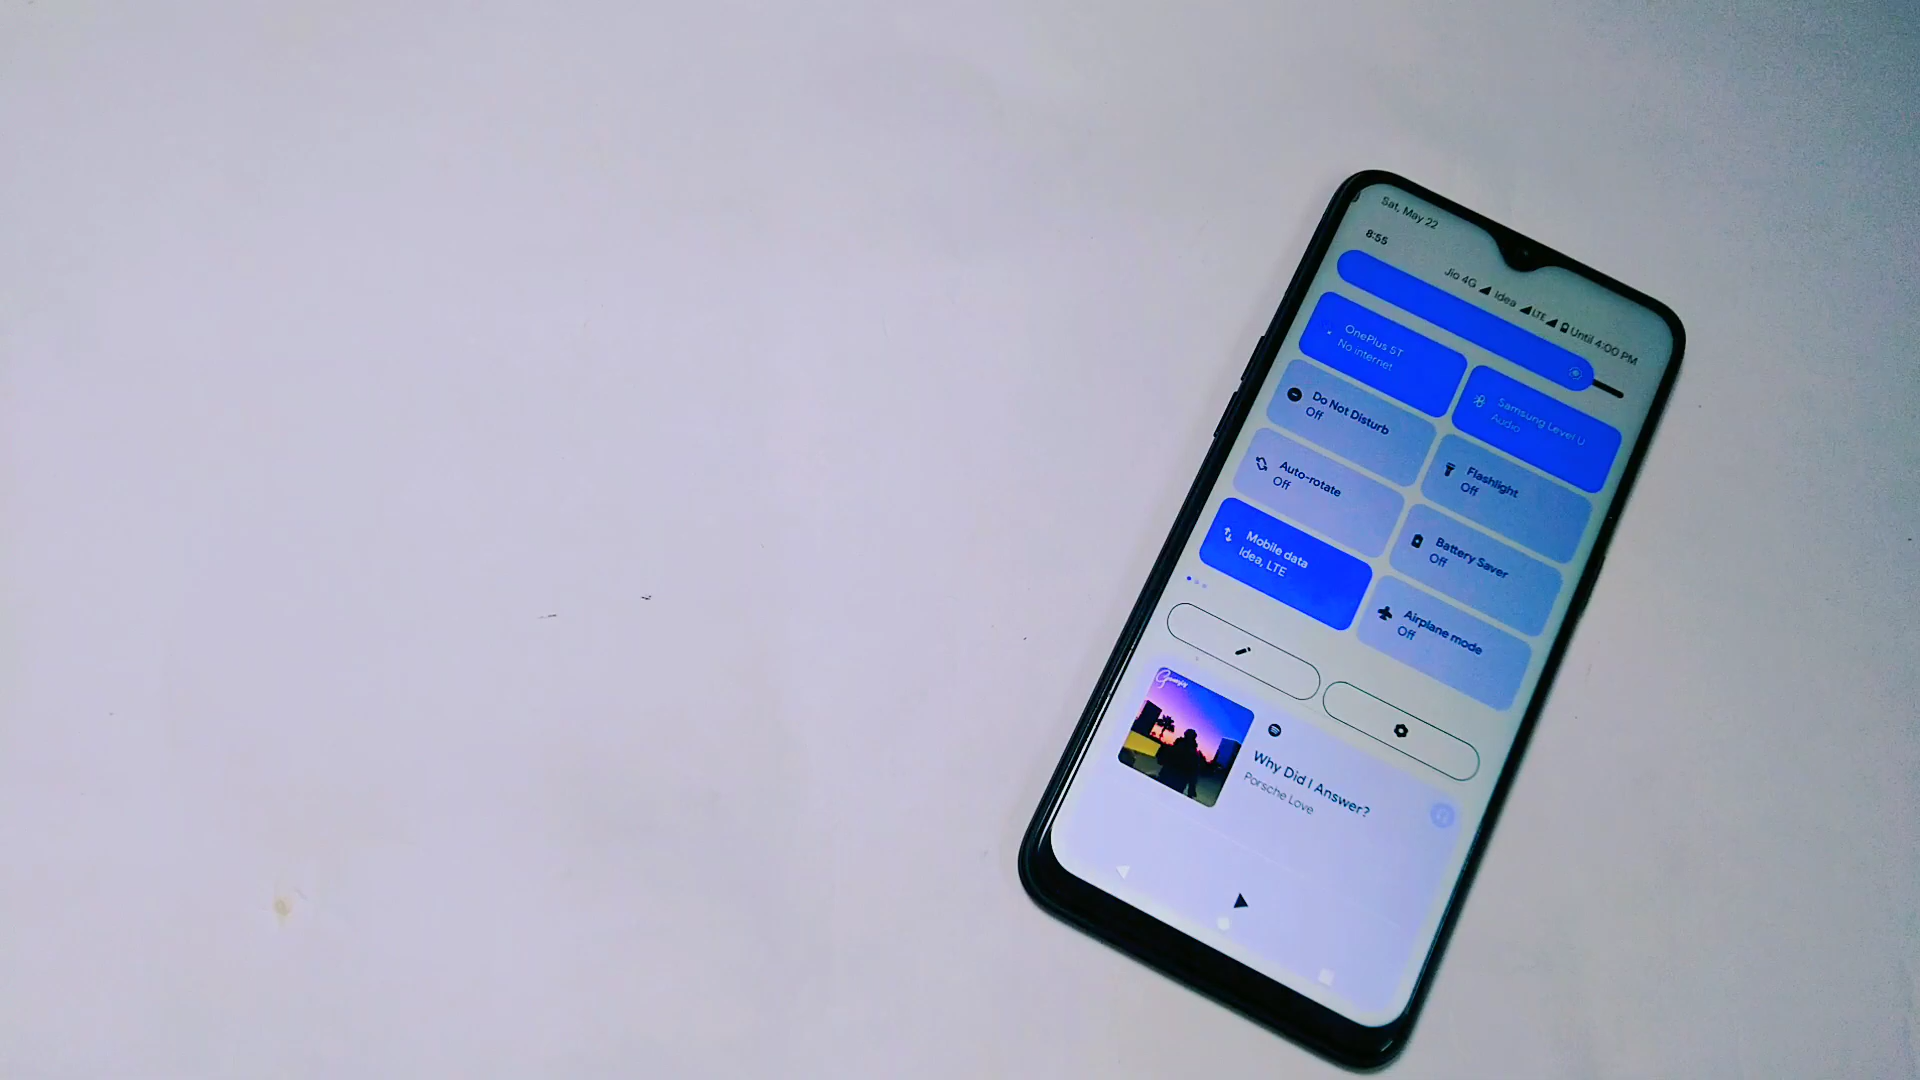 Sat, May 22
8:55
Jio 4G Idea LTE Until 4:00 PM
OnePlus 5T
No internet
Samsung Level U
Audio
Do Not Disturb
Off
Flashlight
Off
Auto-rotate
Off
Battery Saver
Off
Mobile data
Idea, LTE
Airplane mode
Off
Why Did I Answer?
Porsche Love